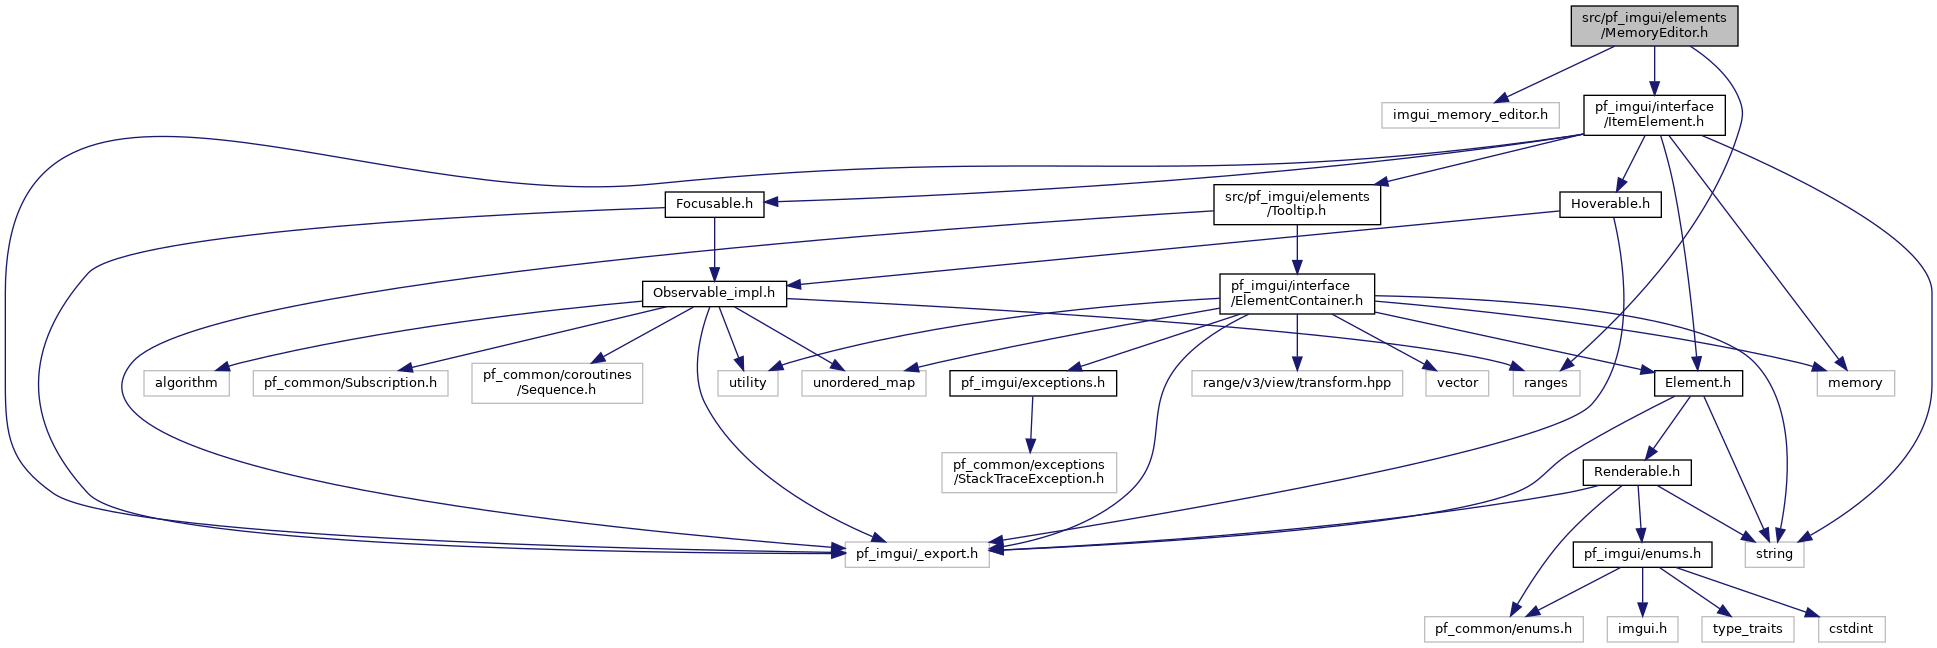 src/pf_imgui/elements
/MemoryEditor.h
imgui_memory_editor.h
pf_imgui/interface
/ItemElement.h
Focusable.h
src/pf_imgui/elements
/Tooltip.h
Hoverable.h
Observable_impl.h
pf_imgui/interface
/ElementContainer.h
algorithm
pf_common/Subscription.h
pf_common/coroutines
/Sequence.h
utility
unordered_map
pf_imgui/exceptions.h
range/v3/view/transform.hpp
vector
ranges
Element.h
memory
pf_common/exceptions
/StackTraceException.h
Renderable.h
pf_imgui/_export.h
pf_imgui/enums.h
string
pf_common/enums.h
imgui.h
type_traits
cstdint